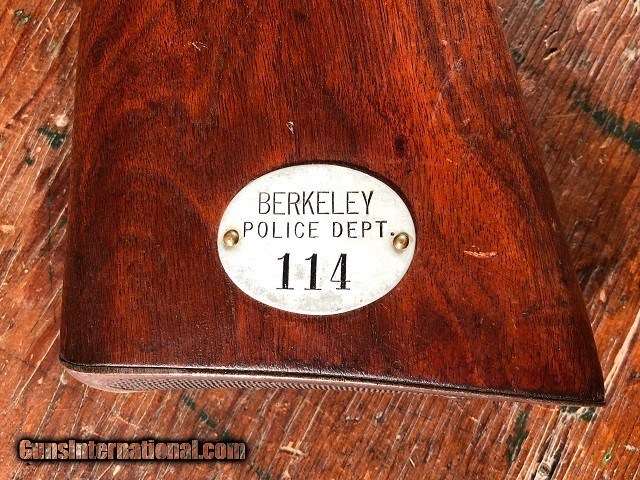 BERKELEY
POLICE DEPT.
114
GunsInternational.com